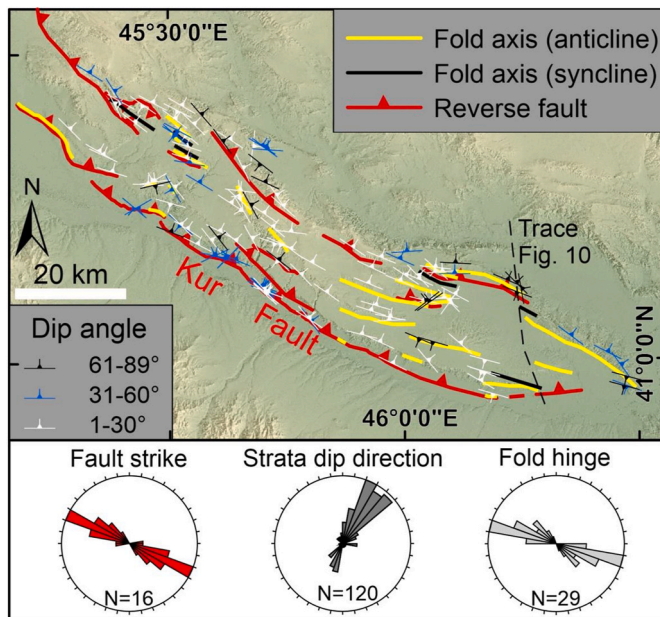 45°30'0"E
Fold axis (anticline)
Fold axis (syncline)
Reverse fault
N
20 km
Trace
Fig. 10
Kur Fault
Dip angle
61-89°
31-60°
1-30°
41°0'0"N
46°0'0"E
Fault strike
Strata dip direction
Fold hinge
N=16
N=120
N=29